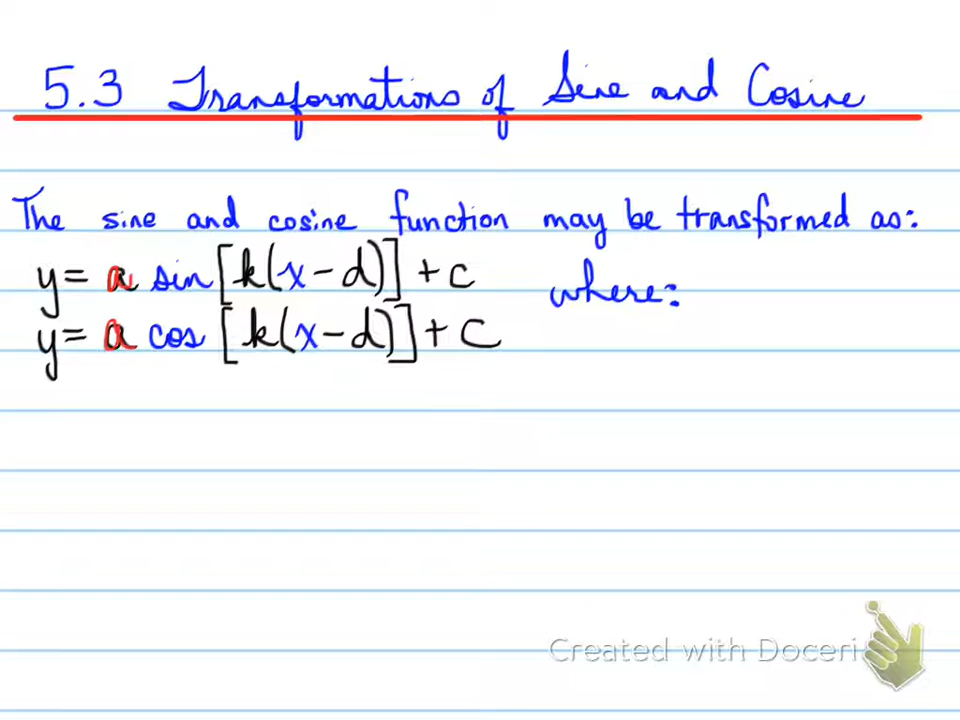 5.3 Transformations of Sine and Cosine
The sine and cosine function may be transformed as:
y = a sin [k(x - d)] + c where:
y = a cos [k(x - d)] + c
Created with Doceri